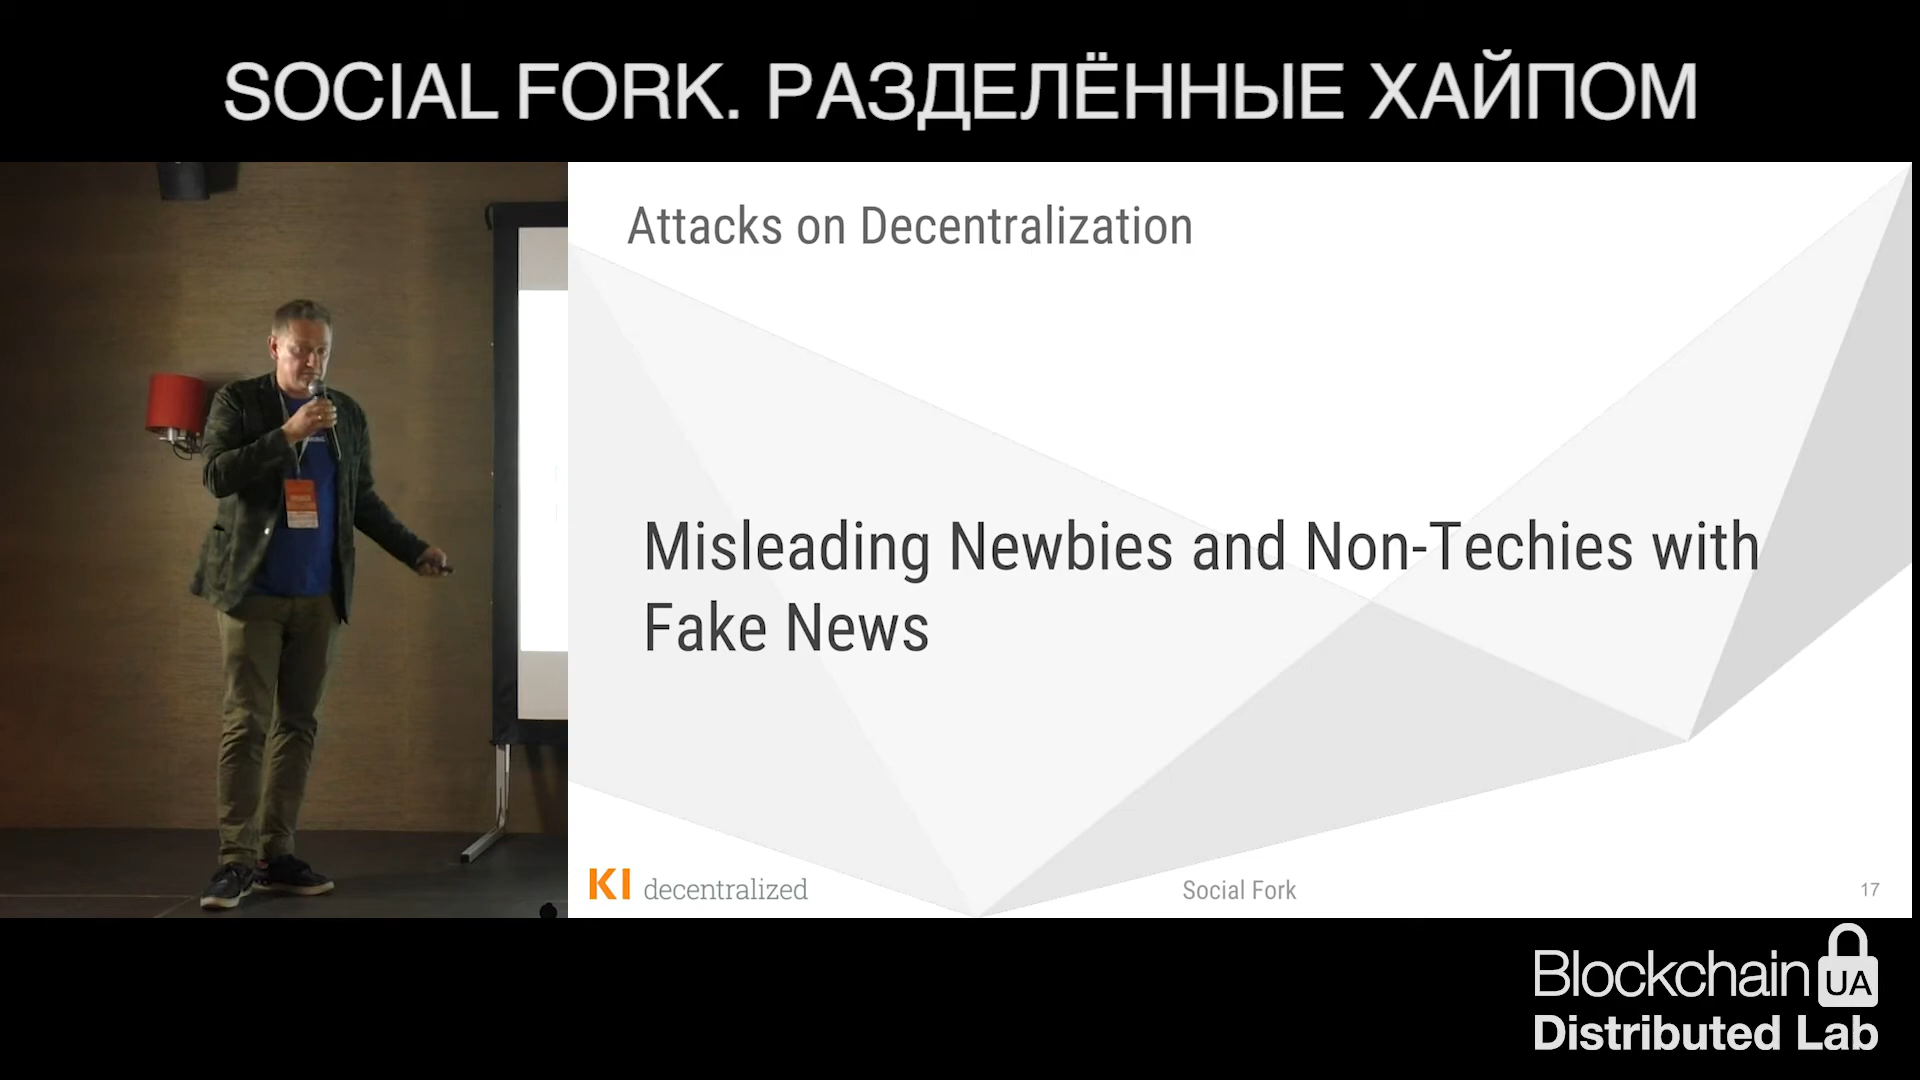 SOCIAL FORK. РАЗДЕЛЁННЫЕ ХАЙПОМ
Attacks on Decentralization
Misleading Newbies and Non-Techies with
Fake News
KI decentralized
Social Fork
17
Blockchain UA
Distributed Lab